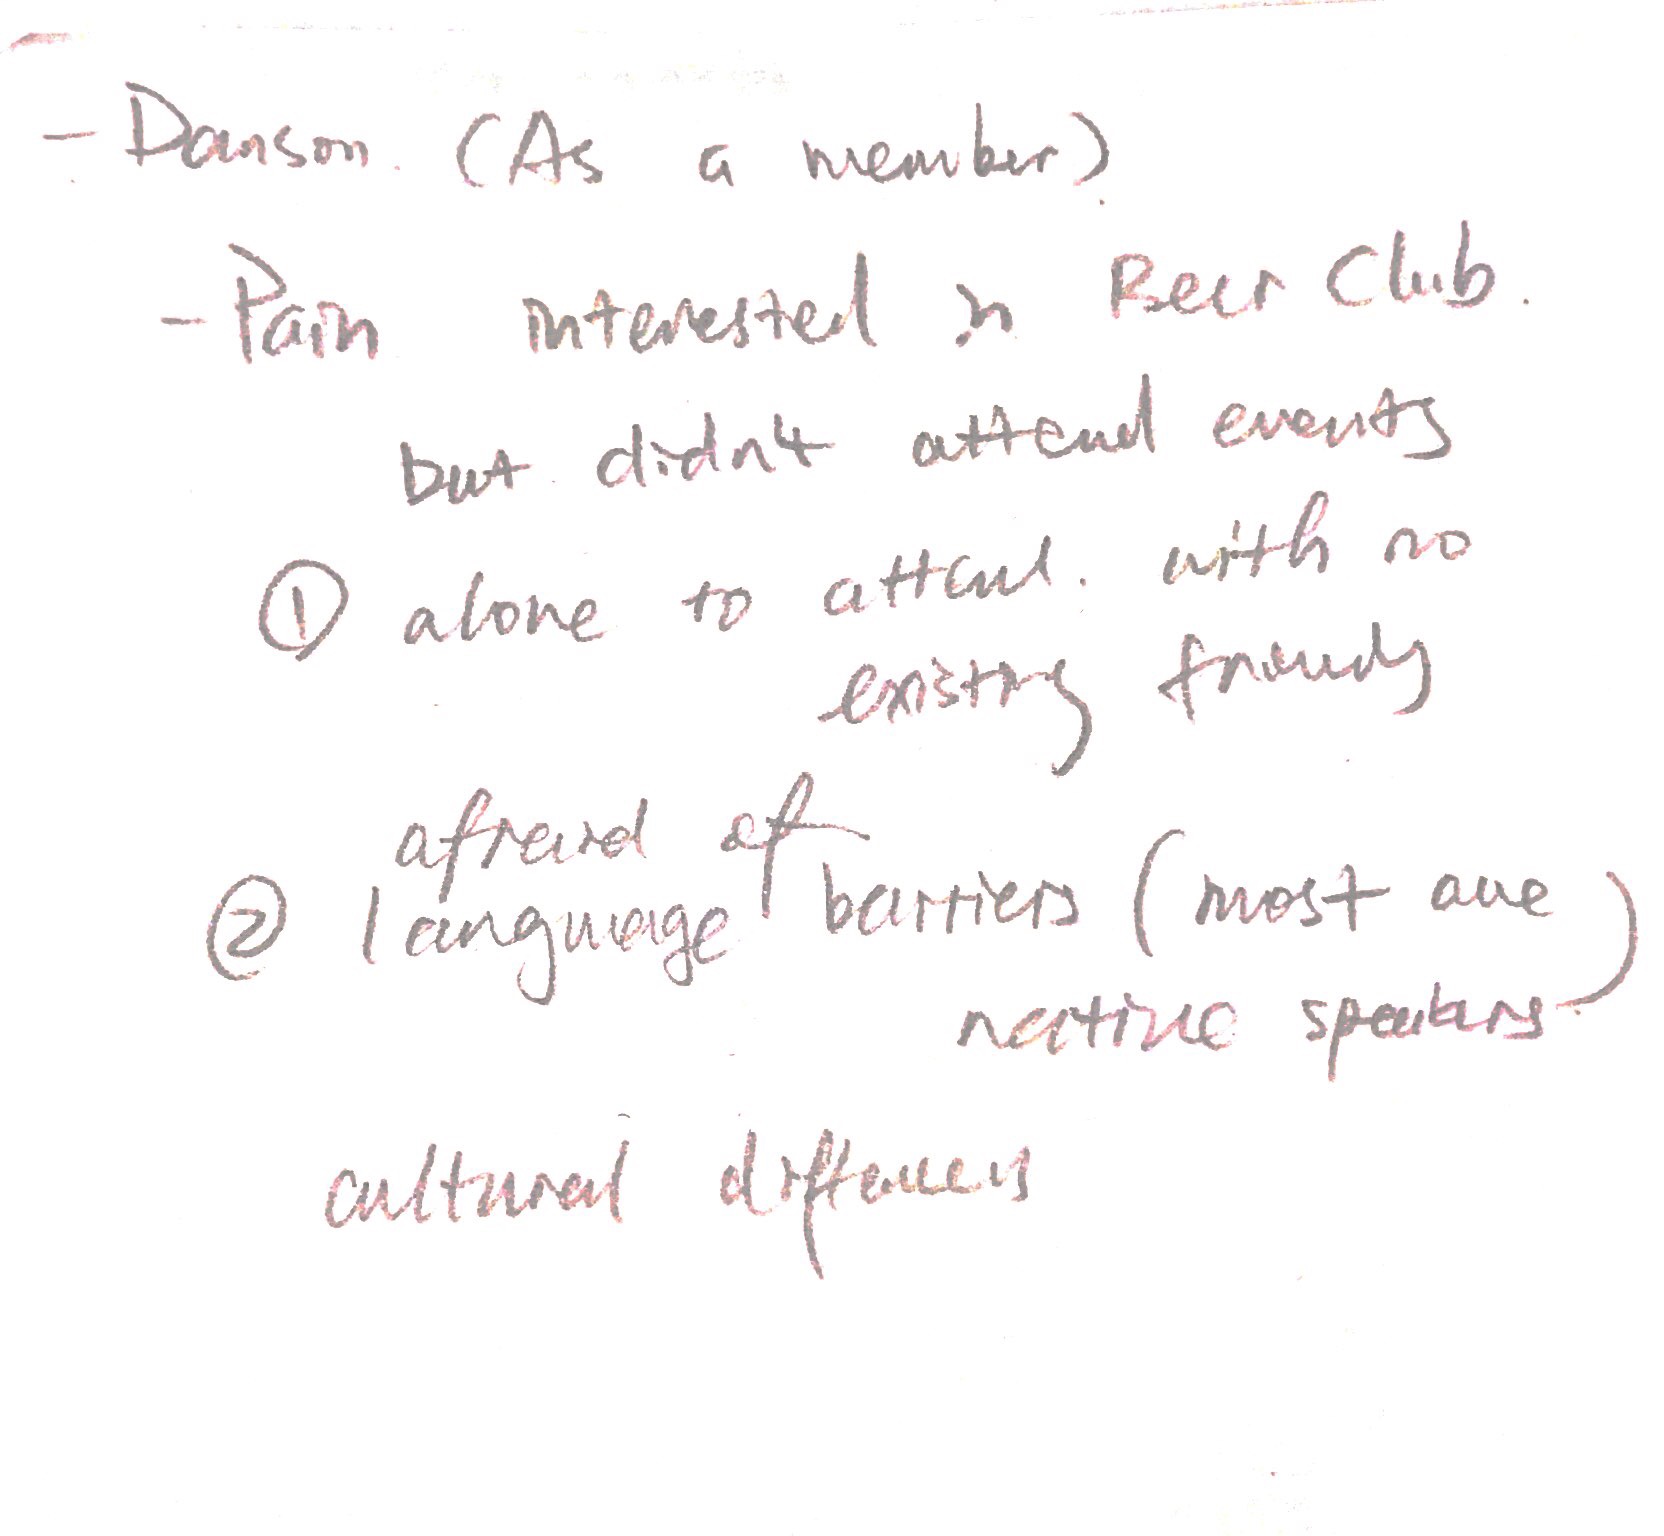 - Danson. (As a member)
- Pain interested in Beer Club.
but didn't attend events
① alone to attend. with no
existing friends
afraid of
② language barriers (most are
native speakers)
cultural differences